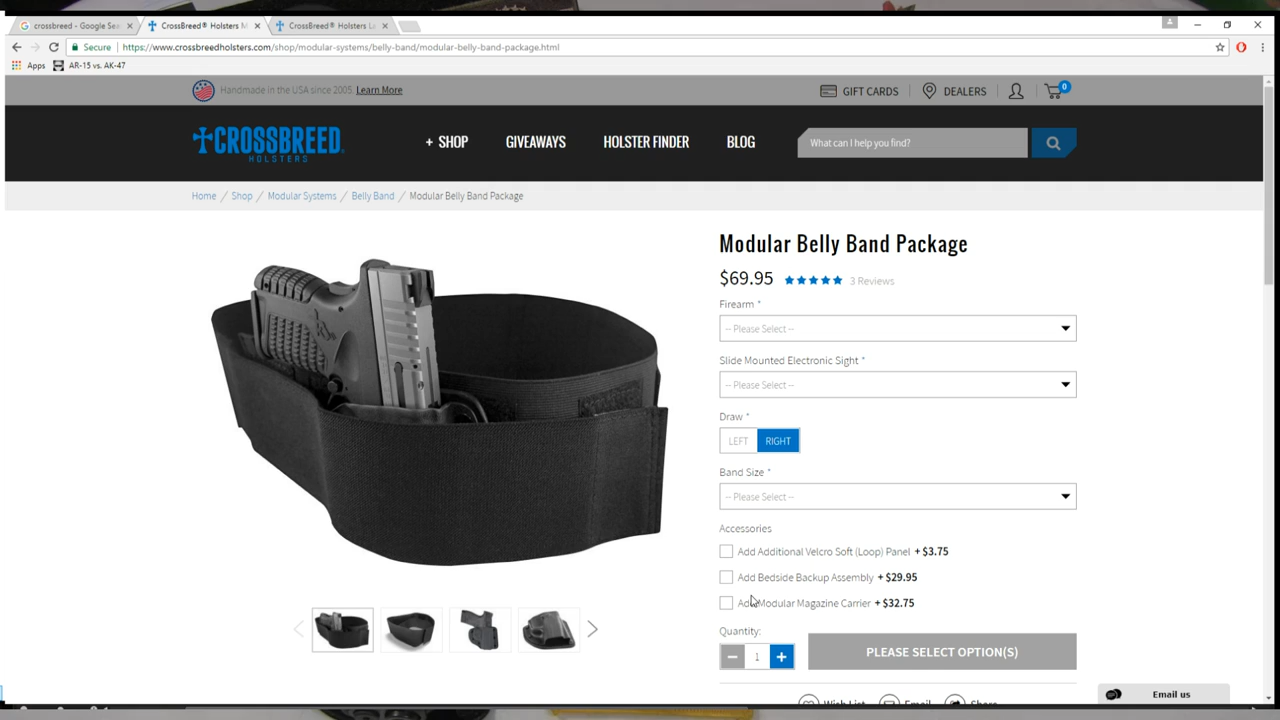 crossbreed - Google Sea
CrossBreed® Holsters M
CrossBreed® Holsters La
Secure
https://www.crossbreedholsters.com/shop/modular-systems/belly-band/modular-belly-band-package.html
Apps
AR-15 vs. AK-47
Handmade in the USA since 2005. Learn More
GIFT CARDS
DEALERS
0
CROSSBREED
HOLSTERS
+ SHOP
GIVEAWAYS
HOLSTER FINDER
BLOG
What can I help you find?
Home / Shop / Modular Systems / Belly Band / Modular Belly Band Package
Modular Belly Band Package
$69.95
3 Reviews
Firearm *
-- Please Select --
Slide Mounted Electronic Sight *
-- Please Select --
Draw *
LEFT
RIGHT
Band Size *
-- Please Select --
Accessories
Add Additional Velcro Soft (Loop) Panel + $3.75
Add Bedside Backup Assembly + $29.95
Add Modular Magazine Carrier + $32.75
Quantity:
1
PLEASE SELECT OPTION(S)
Wish List
Email
Share
Email us